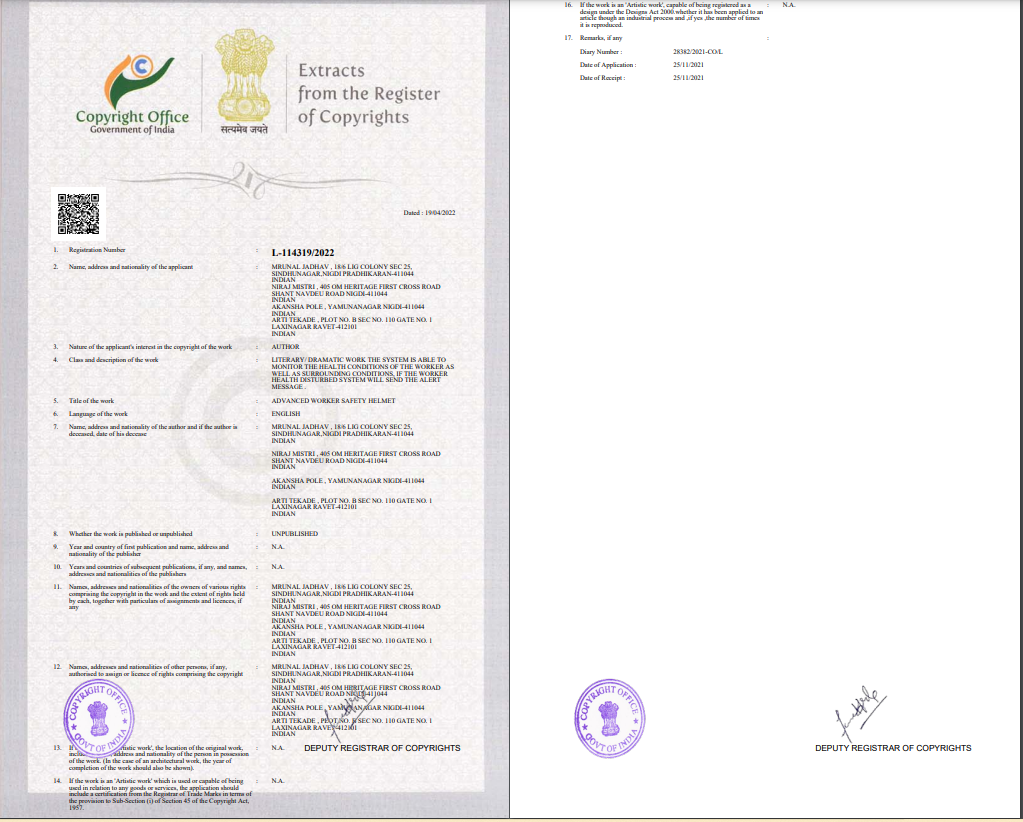 Copyright Office
Government of India
सत्यमेव जयते
Extracts
from the Register
of Copyrights
Dated : 19/04/2022
1. Registration Number : L-114319/2022
2. Name, address and nationality of the applicant : MRUNAL JADHAV , 18/6 LIG COLONY SEC 25,
SINDHUNAGAR,NIGDI PRADHIKARAN-411044
INDIAN
NIRAJ MISTRI , 405 OM HERITAGE FIRST CROSS ROAD
SHANT NAVDEU ROAD NIGDI-411044
INDIAN
AKANSHA POLE , YAMUNANAGAR NIGDI-411044
INDIAN
ARTI TEKADE , PLOT NO. B SEC NO. 110 GATE NO. 1
LAXINAGAR RAVET-412101
INDIAN
3. Nature of the applicant's interest in the copyright of the work : AUTHOR
4. Class and description of the work : LITERARY/ DRAMATIC WORK THE SYSTEM IS ABLE TO
MONITOR THE HEALTH CONDITIONS OF THE WORKER AS
WELL AS SURROUNDING CONDITIONS, IF THE WORKER
HEALTH DISTURBED SYSTEM WILL SEND THE ALERT
MESSAGE .
5. Title of the work : ADVANCED WORKER SAFETY HELMET
6. Language of the work : ENGLISH
7. Name, address and nationality of the author and if the author is : MRUNAL JADHAV , 18/6 LIG COLONY SEC 25,
deceased, date of his decease SINDHUNAGAR,NIGDI PRADHIKARAN-411044
INDIAN
NIRAJ MISTRI , 405 OM HERITAGE FIRST CROSS ROAD
SHANT NAVDEU ROAD NIGDI-411044
INDIAN
AKANSHA POLE , YAMUNANAGAR NIGDI-411044
INDIAN
ARTI TEKADE , PLOT NO. B SEC NO. 110 GATE NO. 1
LAXINAGAR RAVET-412101
INDIAN
8. Whether the work is published or unpublished : UNPUBLISHED
9. Year and country of first publication and name, address and : N.A.
nationality of the publisher
10. Years and countries of subsequent publications, if any, and names, : N.A.
addresses and nationalities of the publishers
11. Names, addresses and nationalities of the owners of various rights : MRUNAL JADHAV , 18/6 LIG COLONY SEC 25,
comprising the copyright in the work and the extent of rights held SINDHUNAGAR,NIGDI PRADHIKARAN-411044
by each, together with particulars of assignments and licences, if INDIAN
any NIRAJ MISTRI , 405 OM HERITAGE FIRST CROSS ROAD
SHANT NAVDEU ROAD NIGDI-411044
INDIAN
AKANSHA POLE , YAMUNANAGAR NIGDI-411044
INDIAN
ARTI TEKADE , PLOT NO. B SEC NO. 110 GATE NO. 1
LAXINAGAR RAVET-412101
INDIAN
12. Names, addresses and nationalities of other persons, if any, : MRUNAL JADHAV , 18/6 LIG COLONY SEC 25,
authorised to assign or licence of rights comprising the copyright SINDHUNAGAR,NIGDI PRADHIKARAN-411044
INDIAN
NIRAJ MISTRI , 405 OM HERITAGE FIRST CROSS ROAD
SHANT NAVDEU ROAD NIGDI-411044
INDIAN
AKANSHA POLE , YAMUNANAGAR NIGDI-411044
INDIAN
ARTI TEKADE , PLOT NO. B SEC NO. 110 GATE NO. 1
LAXINAGAR RAVET-412101
INDIAN
COPYRIGHT OFFICE
GOVT OF INDIA
DEPUTY REGISTRAR OF COPYRIGHTS
13. If work', the location of the original work, : N.A.
address and nationality of the person in possession
of the work. (In the case of an architectural work, the year of
completion of the work should also be shown).
14. If the work is an 'Artistic work' which is used or capable of being : N.A.
used in relation to any goods or services, the application should
include a certification from the Registrar of Trade Marks in terms of
the provision to Sub-Section (i) of Section 45 of the Copyright Act,
1957.
16. If the work is an 'Artistic work', capable of being registered as a : N.A.
design under the Designs Act 2000.whether it has been applied to an
article though an industrial process and ,if yes ,the number of times
it is reproduced.
17. Remarks, if any :
Diary Number : 28382/2021-CO/L
Date of Application : 25/11/2021
Date of Receipt : 25/11/2021
COPYRIGHT OFFICE
GOVT OF INDIA
DEPUTY REGISTRAR OF COPYRIGHTS